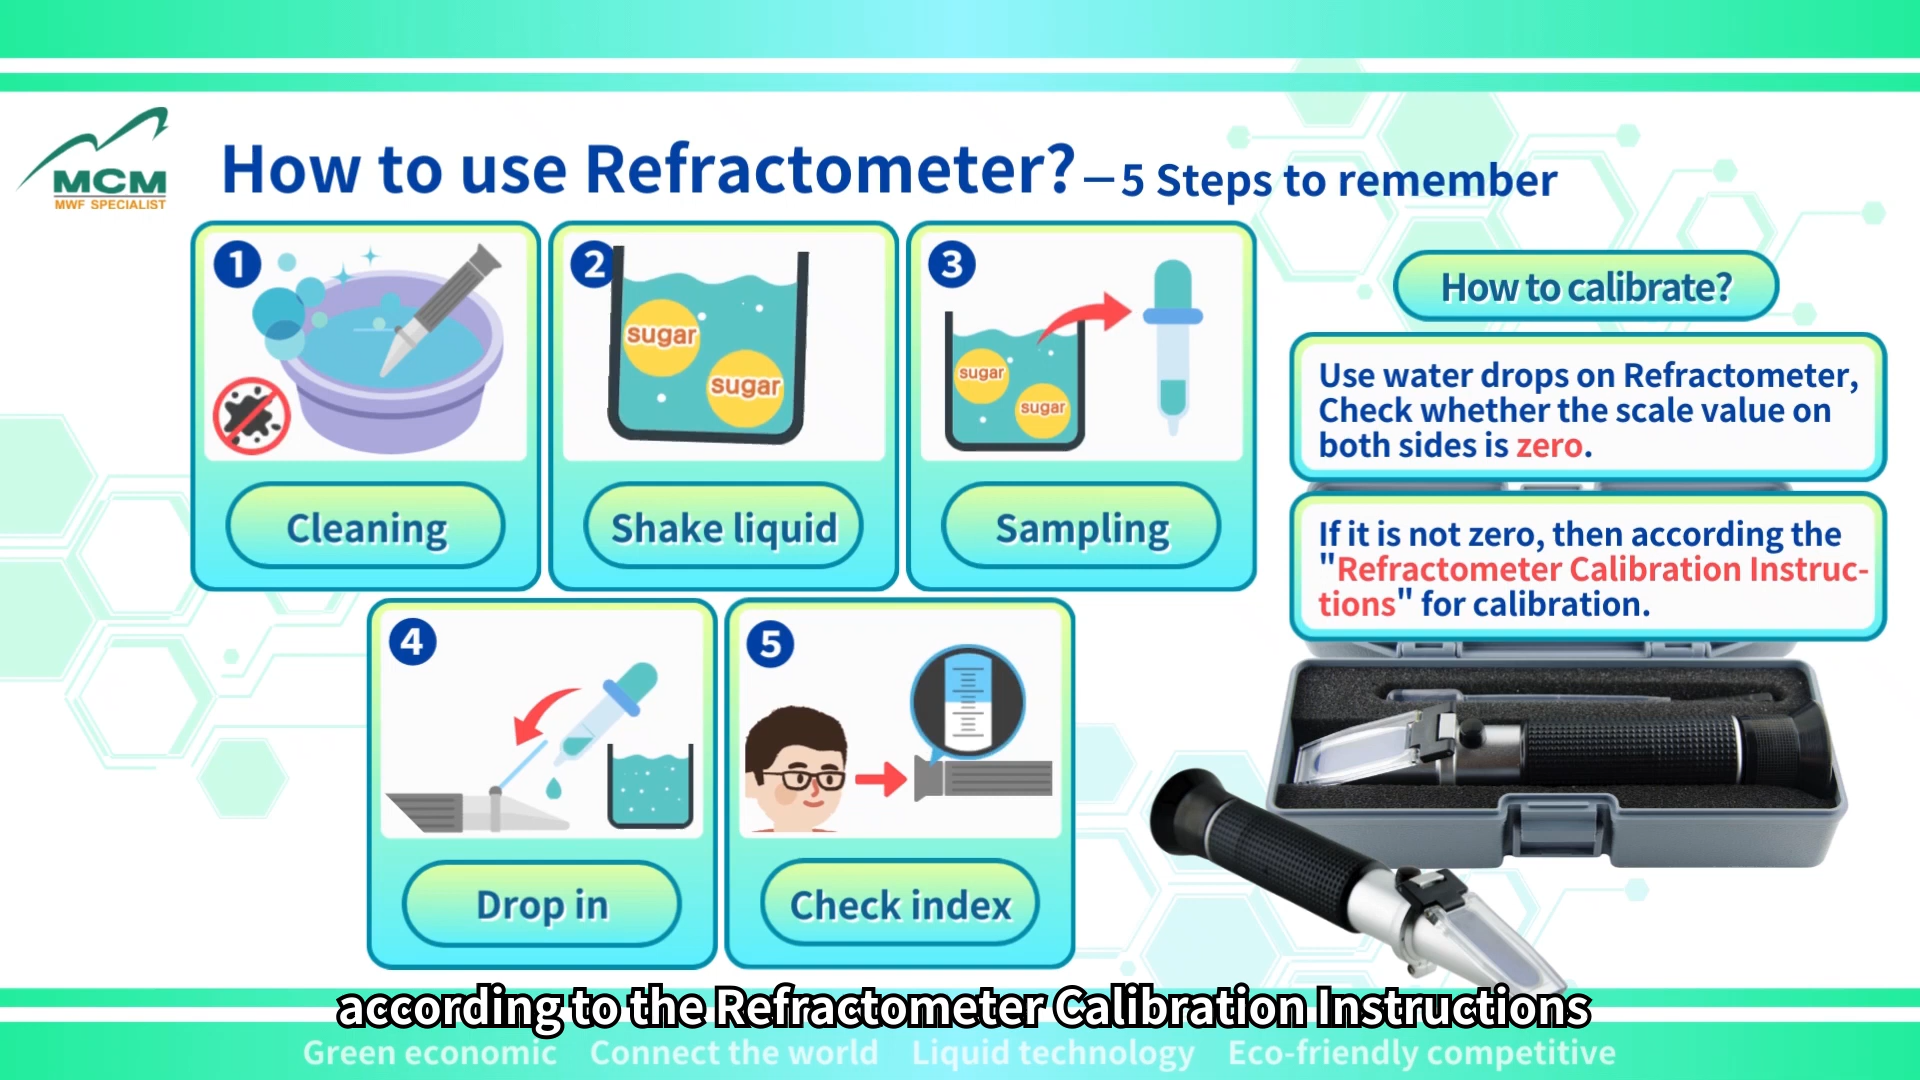 MCM
MWF SPECIALIST
How to use Refractometer? – 5 Steps to remember
1
Cleaning
2
sugar
sugar
Shake liquid
3
sugar
sugar
Sampling
4
Drop in
5
Check index
How to calibrate?
Use water drops on Refractometer,
Check whether the scale value on
both sides is zero.
If it is not zero, then according the
"Refractometer Calibration Instruc-
tions" for calibration.
according to the Refractometer Calibration Instructions
Green economic Connect the world Liquid technology Eco-friendly competitive